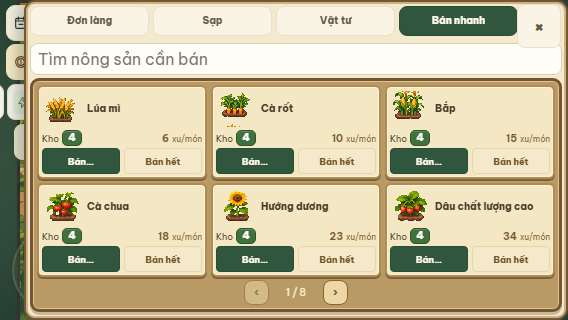 Đơn làng
Sạp
Vật tư
Bán nhanh
×
Tìm nông sản cần bán
Lúa mì
Cà rốt
Bắp
Kho 4 6 xu/món
Kho 4 10 xu/món
Kho 4 15 xu/món
Bán... Bán hết
Bán... Bán hết
Bán... Bán hết
Cà chua
Hướng dương
Dâu chất lượng cao
Kho 4 18 xu/món
Kho 4 23 xu/món
Kho 4 34 xu/món
Bán... Bán hết
Bán... Bán hết
Bán... Bán hết
‹ 1/8 ›